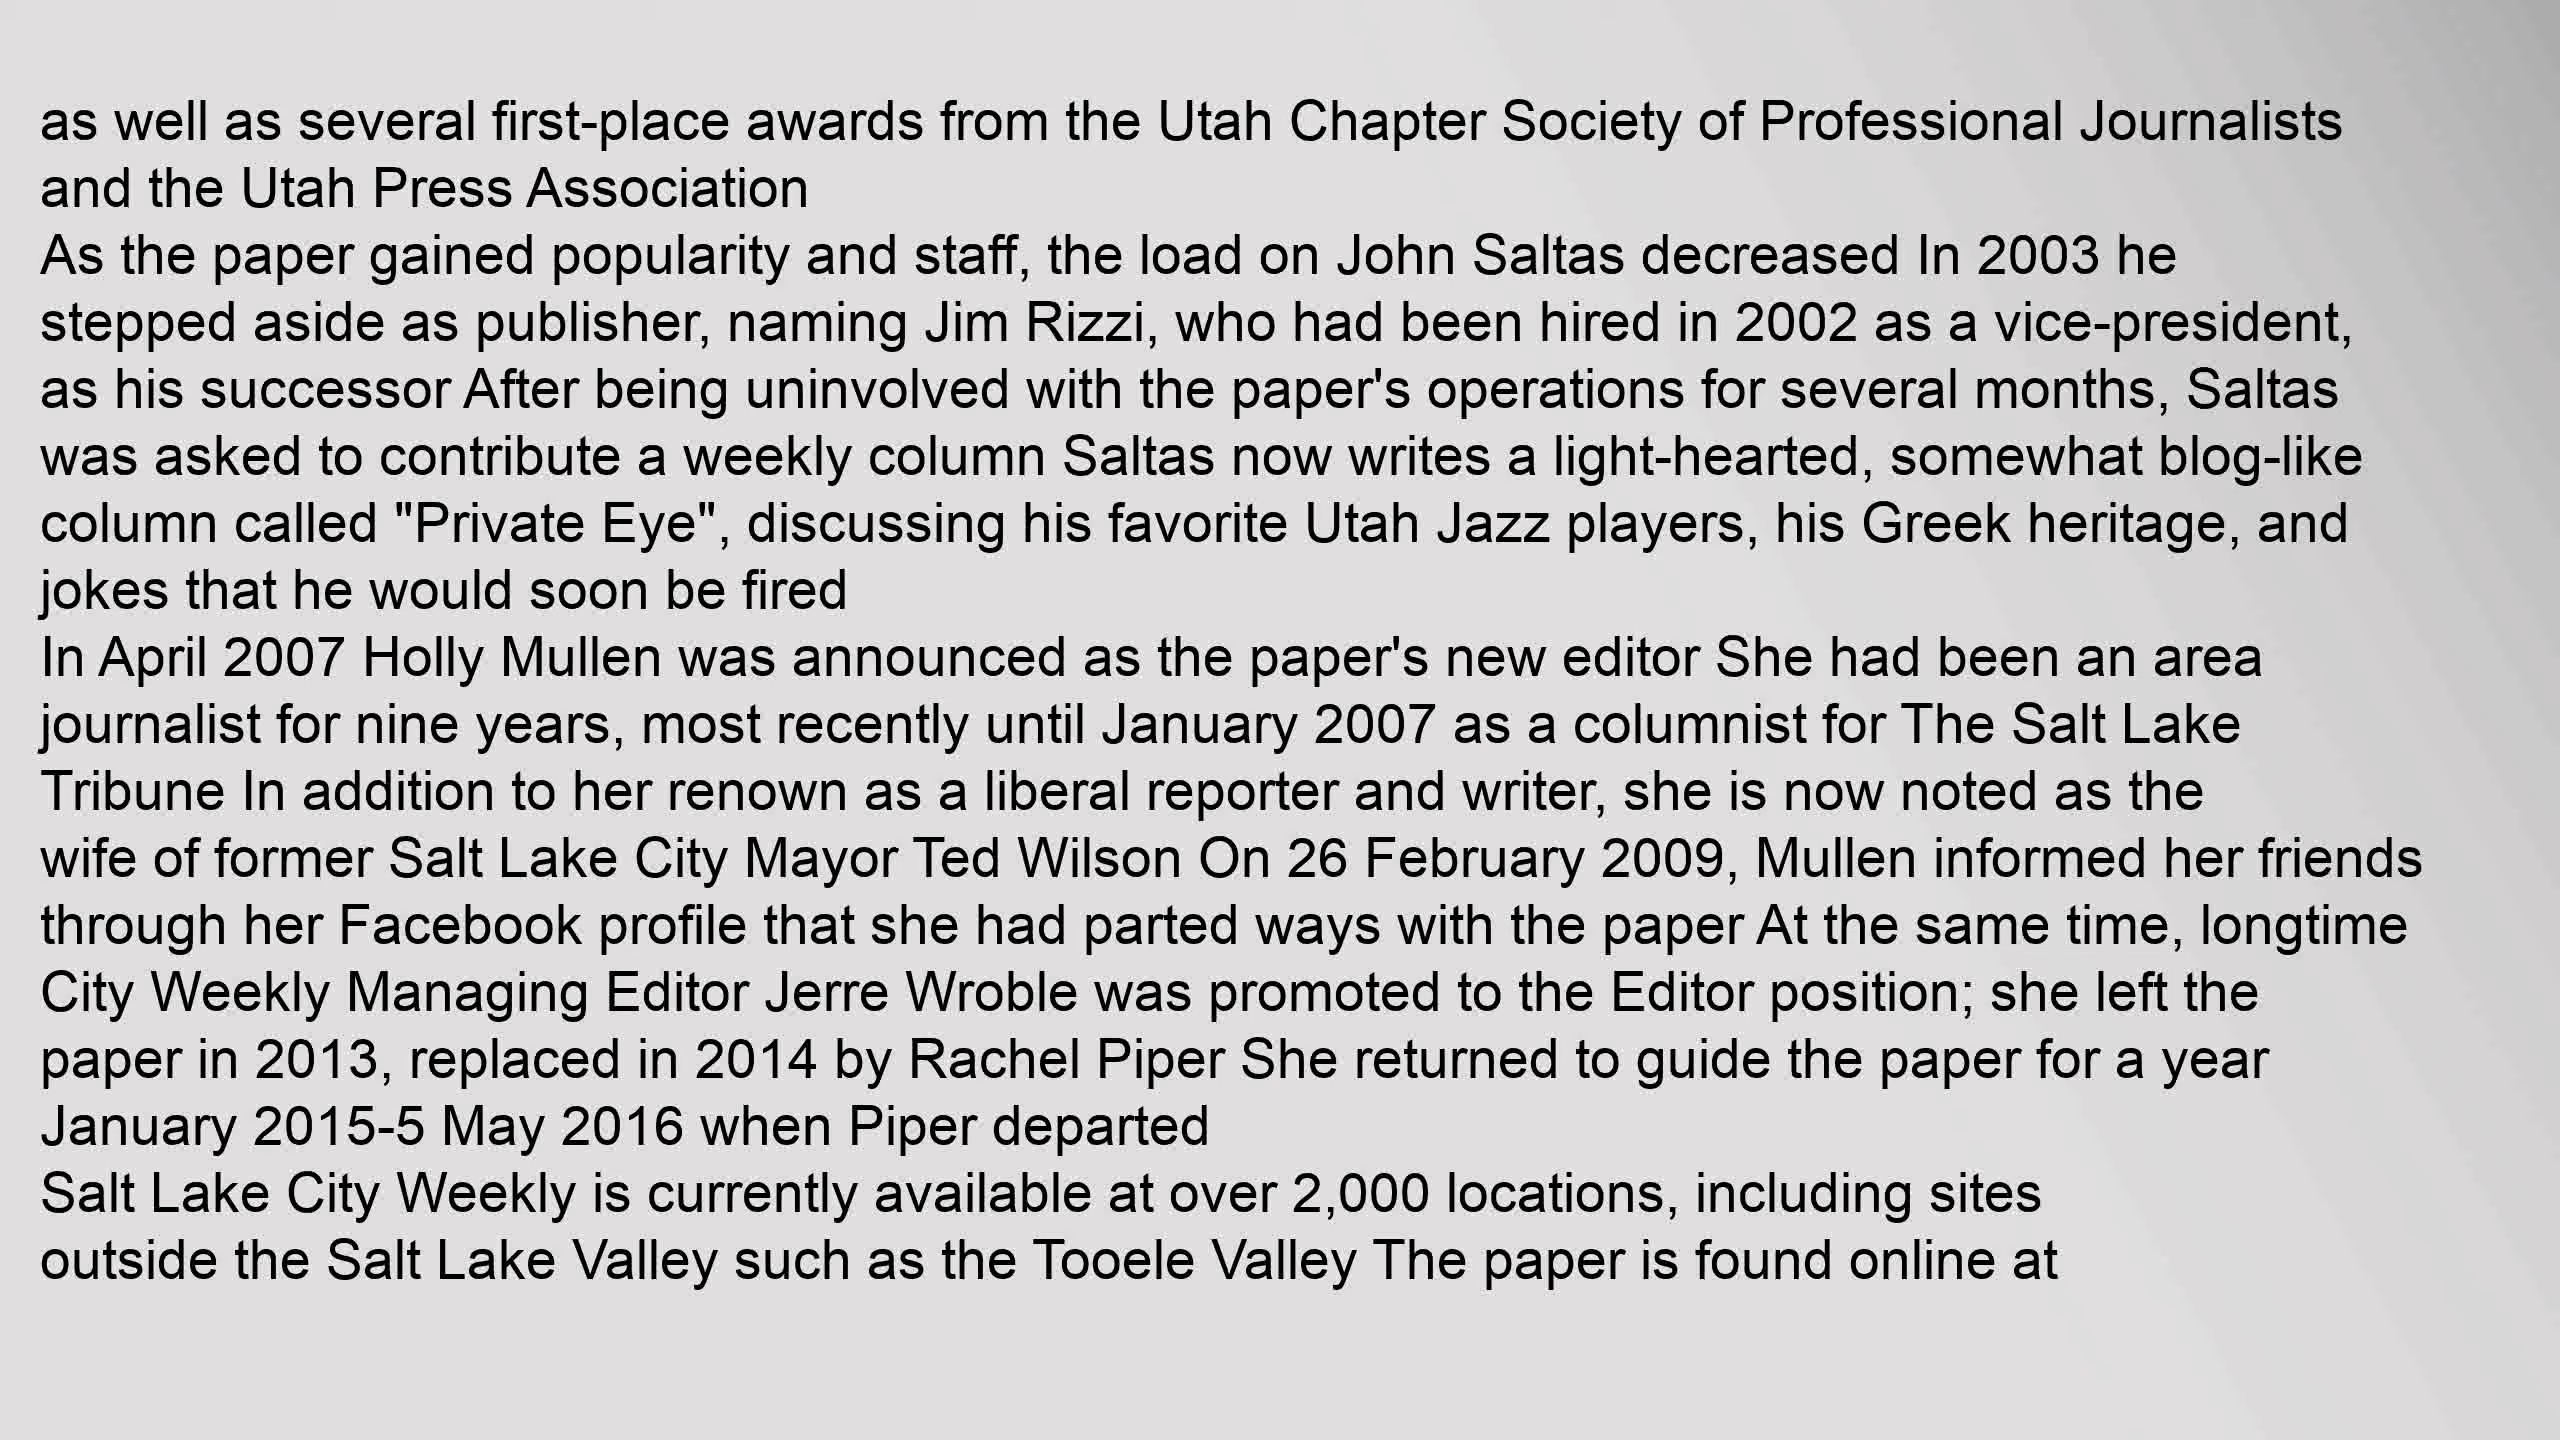 as well as several first-place awards from the Utah Chapter Society of Professional Journalists
and the Utah Press Association
As the paper gained popularity and staff, the load on John Saltas decreased In 2003 he
stepped aside as publisher, naming Jim Rizzi, who had been hired in 2002 as a vice-president,
as his successor After being uninvolved with the paper's operations for several months, Saltas
was asked to contribute a weekly column Saltas now writes a light-hearted, somewhat blog-like
column called "Private Eye", discussing his favorite Utah Jazz players, his Greek heritage, and
jokes that he would soon be fired
In April 2007 Holly Mullen was announced as the paper's new editor She had been an area
journalist for nine years, most recently until January 2007 as a columnist for The Salt Lake
Tribune In addition to her renown as a liberal reporter and writer, she is now noted as the
wife of former Salt Lake City Mayor Ted Wilson On 26 February 2009, Mullen informed her friends
through her Facebook profile that she had parted ways with the paper At the same time, longtime
City Weekly Managing Editor Jerre Wroble was promoted to the Editor position; she left the
paper in 2013, replaced in 2014 by Rachel Piper She returned to guide the paper for a year
January 2015-5 May 2016 when Piper departed
Salt Lake City Weekly is currently available at over 2,000 locations, including sites
outside the Salt Lake Valley such as the Tooele Valley The paper is found online at